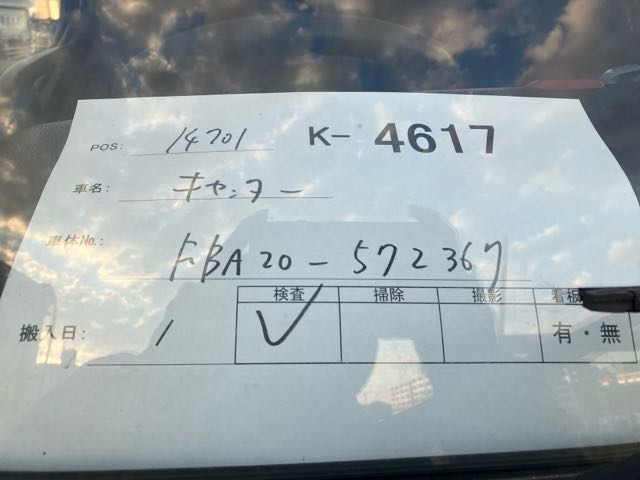 POS: 14701 K- 4617
車名: キャンター
車体No.: FBA20-572367
検査 掃除 撮影 看板
搬入日: 1 ✓ 有・無